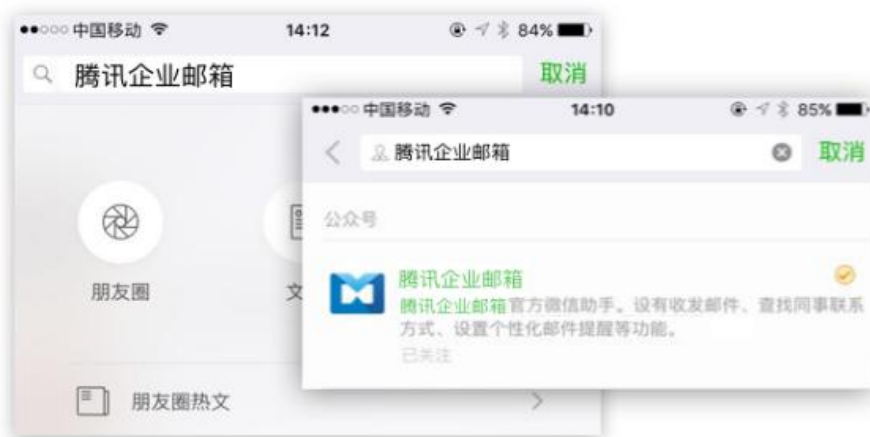 中国移动 14:12 84%
腾讯企业邮箱 取消
朋友圈
文
朋友圈热文
中国移动 14:10 85%
腾讯企业邮箱 取消
公众号
腾讯企业邮箱
腾讯企业邮箱官方微信助手。设有收发邮件、查找同事联系
方式、设置个性化邮件提醒等功能。
已关注